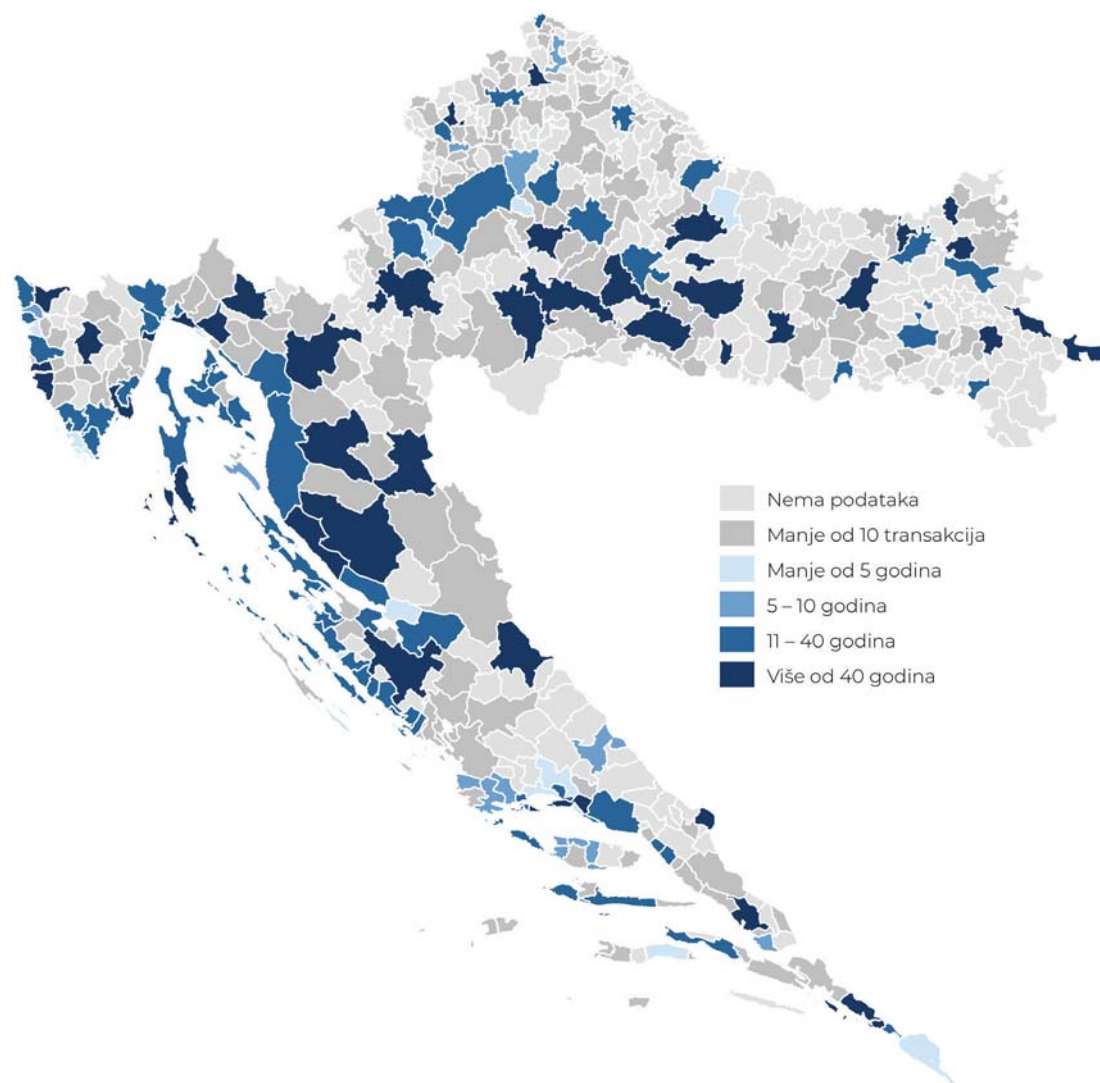 Nema podataka
Manje od 10 transakcija
Manje od 5 godina
5 – 10 godina
11 – 40 godina
Više od 40 godina